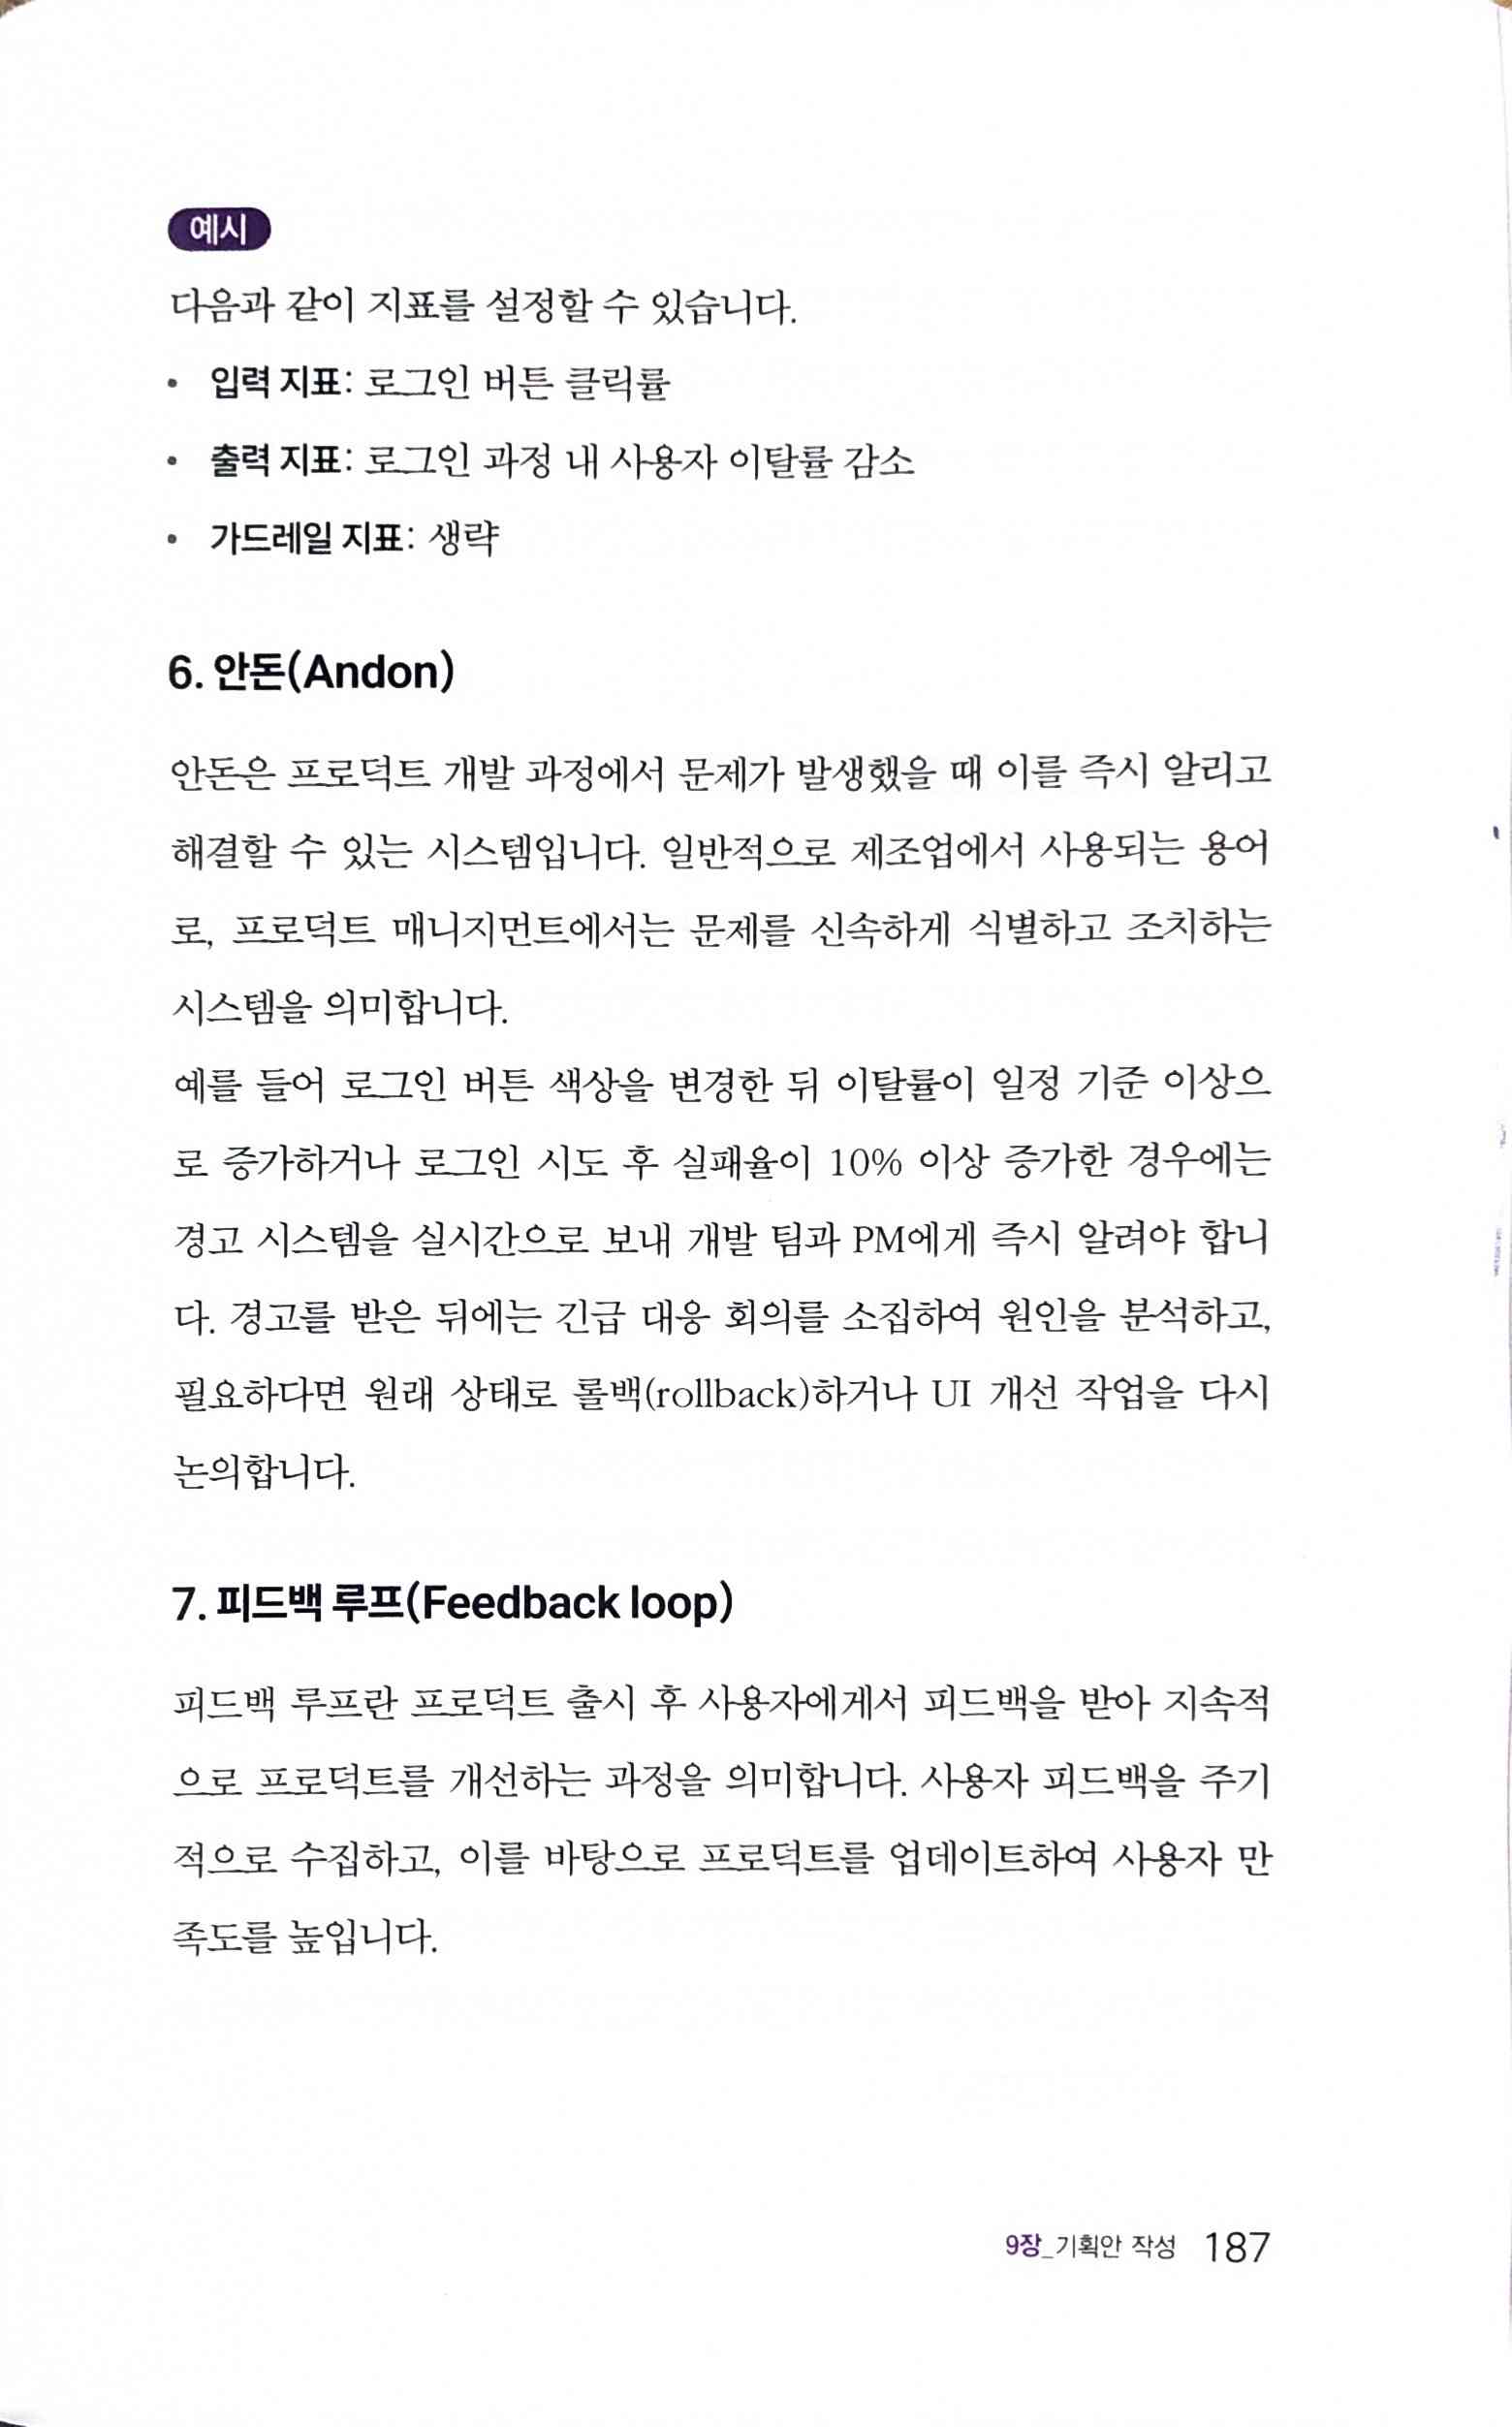 예시
다음과 같이 지표를 설정할 수 있습니다.
• 입력 지표: 로그인 버튼 클릭률
• 출력 지표: 로그인 과정 내 사용자 이탈률 감소
• 가드레일 지표: 생략
6. 안돈(Andon)
안돈은 프로덕트 개발 과정에서 문제가 발생했을 때 이를 즉시 알리고
해결할 수 있는 시스템입니다. 일반적으로 제조업에서 사용되는 용어
로, 프로덕트 매니지먼트에서는 문제를 신속하게 식별하고 조치하는
시스템을 의미합니다.
예를 들어 로그인 버튼 색상을 변경한 뒤 이탈률이 일정 기준 이상으
로 증가하거나 로그인 시도 후 실패율이 10% 이상 증가한 경우에는
경고 시스템을 실시간으로 보내 개발 팀과 PM에게 즉시 알려야 합니
다. 경고를 받은 뒤에는 긴급 대응 회의를 소집하여 원인을 분석하고,
필요하다면 원래 상태로 롤백(rollback)하거나 UI 개선 작업을 다시
논의합니다.
7. 피드백 루프(Feedback loop)
피드백 루프란 프로덕트 출시 후 사용자에게서 피드백을 받아 지속적
으로 프로덕트를 개선하는 과정을 의미합니다. 사용자 피드백을 주기
적으로 수집하고, 이를 바탕으로 프로덕트를 업데이트하여 사용자 만
족도를 높입니다.
9장_기획안 작성 187